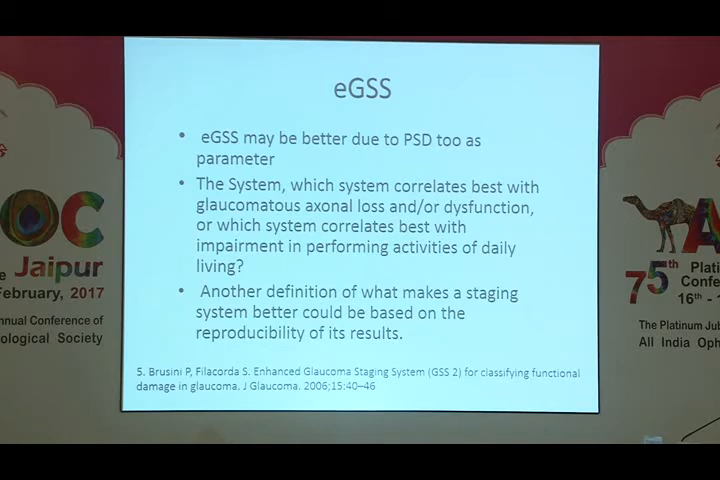 eGSS
• eGSS may be better due to PSD too as
parameter
• The System, which system correlates best with
glaucomatous axonal loss and/or dysfunction,
or which system correlates best with
impairment in performing activities of daily
living?
• Another definition of what makes a staging
system better could be based on the
reproducibility of its results.
5. Brusini P, Filacorda S. Enhanced Glaucoma Staging System (GSS 2) for classifying functional
damage in glaucoma. J Glaucoma. 2006;15:40–46
OC
Jaipur
February, 2017
nnual Conference of
ological Society
A
75th
Plati
Confe
16th - 1
The Platinum Jub
All India Oph